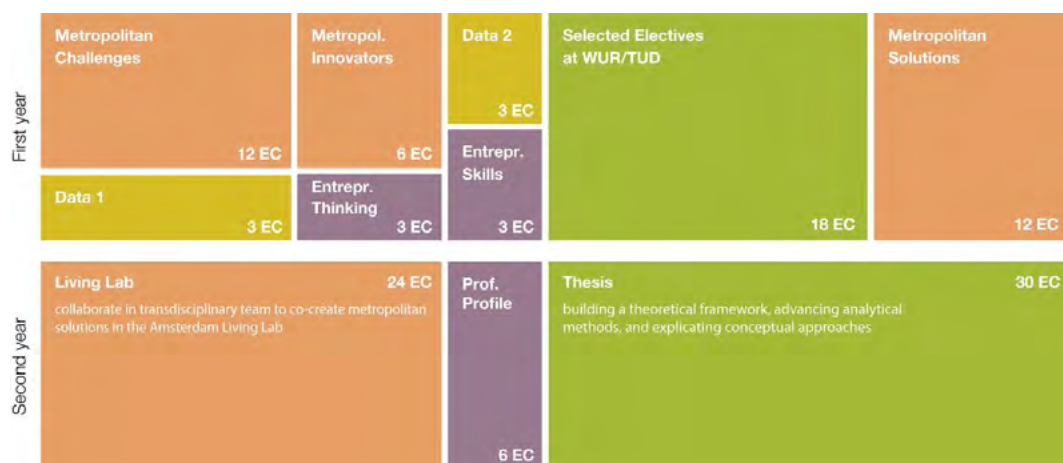 First year
Metropolitan
Challenges
12 EC
Metropol.
Innovators
6 EC
Data 2
3 EC
Selected Electives
at WUR/TUD
18 EC
Metropolitan
Solutions
12 EC
Data 1
3 EC
Entrepr.
Thinking
3 EC
Entrepr.
Skills
3 EC
Second year
Living Lab
24 EC
collaborate in transdisciplinary team to co-create metropolitan
solutions in the Amsterdam Living Lab
Prof.
Profile
6 EC
Thesis
30 EC
building a theoretical framework, advancing analytical
methods, and explicating conceptual approaches